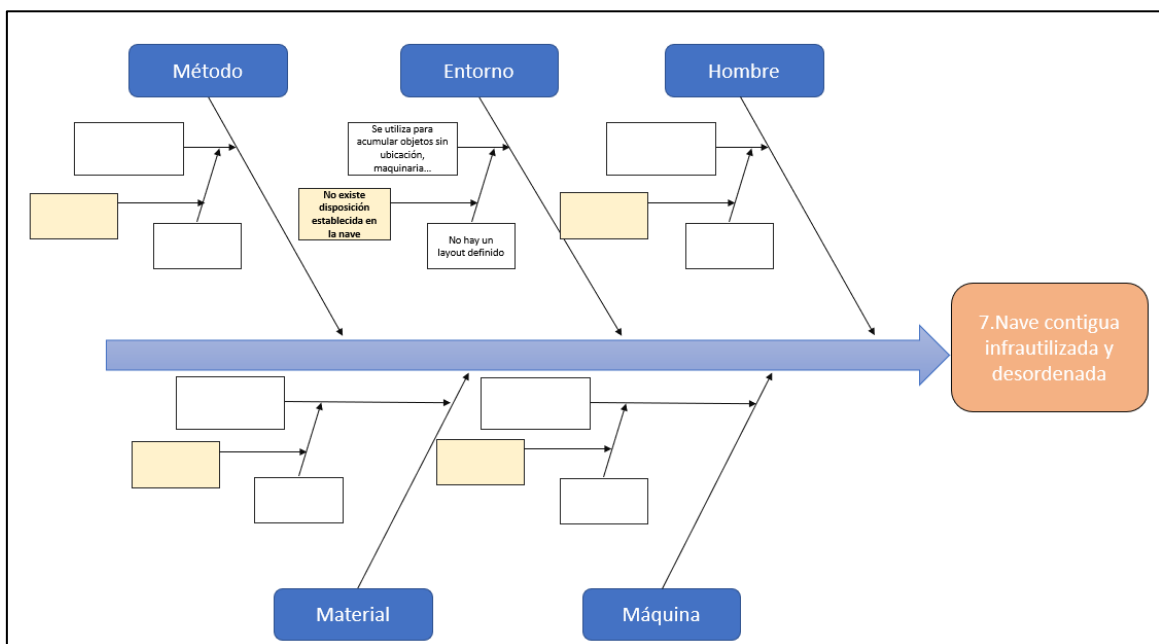 Método
Entorno
Hombre
Se utiliza para
acumular objetos sin
ubicación,
maquinaria...
No existe
disposición
establecida en
la nave
No hay un
layout definido
7.Nave contigua
infrautilizada y
desordenada
Material
Máquina